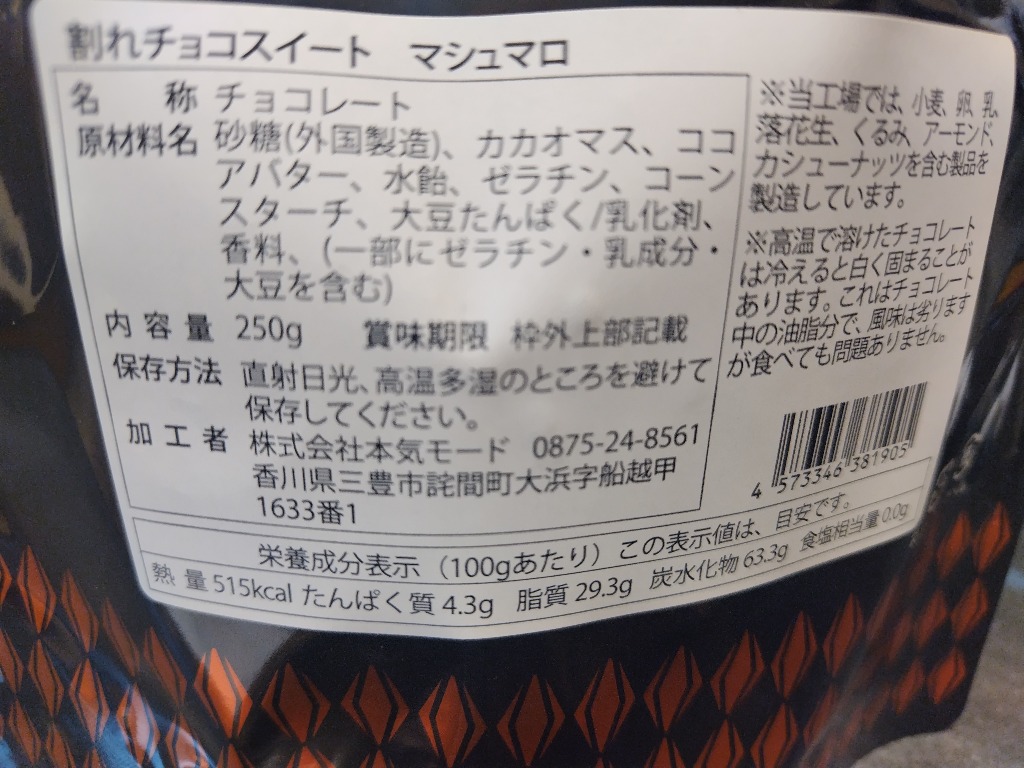 割れチョコスイート　マシュマロ
名　　称 チョコレート
原材料名 砂糖(外国製造)、カカオマス、ココ
アバター、水飴、ゼラチン、コーン
スターチ、大豆たんぱく/乳化剤、
香料、(一部にゼラチン・乳成分・
大豆を含む)
内 容 量 250g　　賞味期限 枠外上部記載
保存方法 直射日光、高温多湿のところを避けて
保存してください。
加 工 者 株式会社本気モード 0875-24-8561
香川県三豊市詫間町大浜字船越甲
1633番1
※当工場では、小麦、卵、乳、
落花生、くるみ、アーモンド、
カシューナッツを含む製品を
製造しています。
※高温で溶けたチョコレート
は冷えると白く固まることが
あります。これはチョコレート
中の油脂分で、風味は劣ります
が食べても問題ありません。
4 573346 381905
栄養成分表示（100gあたり）この表示値は、目安です。
熱 量 515kcal たんぱく質 4.3g 脂質 29.3g 炭水化物 63.3g 食塩相当量 0.0g